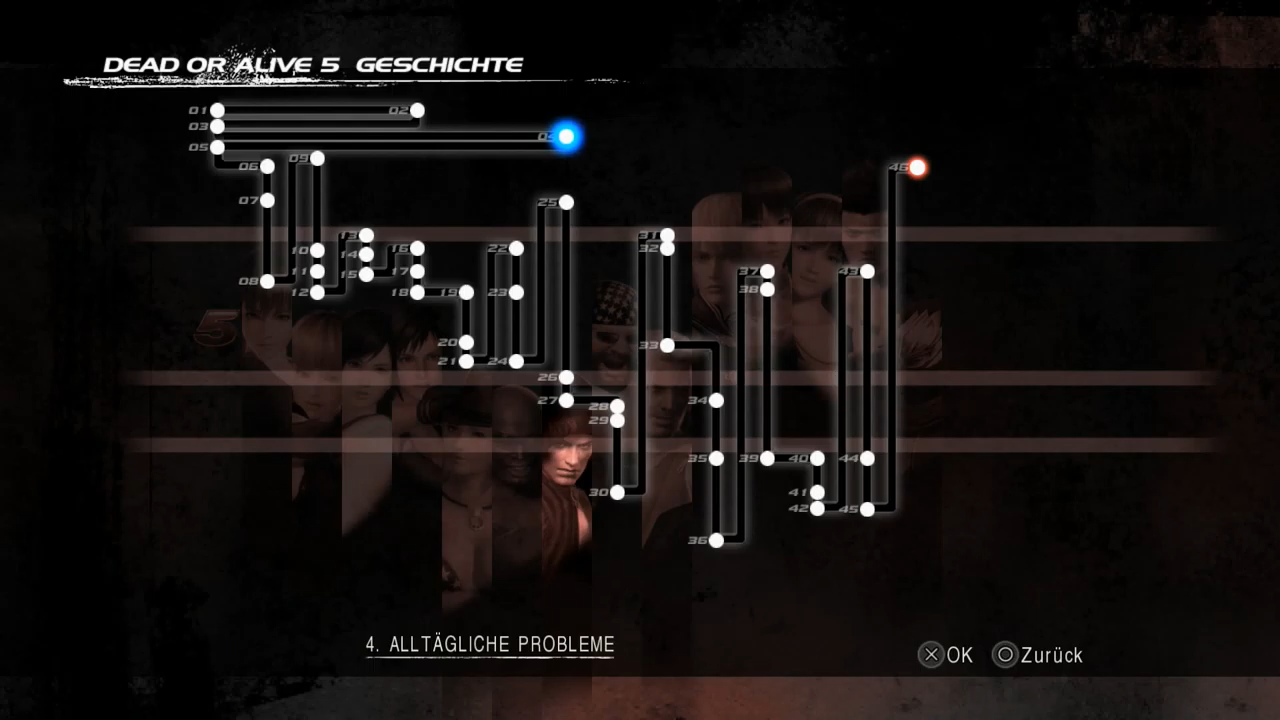 DEAD OR ALIVE 5 GESCHICHTE
01 02
03
04
05
06 09
07
25
46
08 10 11 12
13 14 15
16 17 18 19
20 21
22 23 24
26 27
28 29 30
31 32 33
34 35 36
37 38 39
40 41 42
43 44 45
5
4. ALLTÄGLICHE PROBLEME
OK Zurück